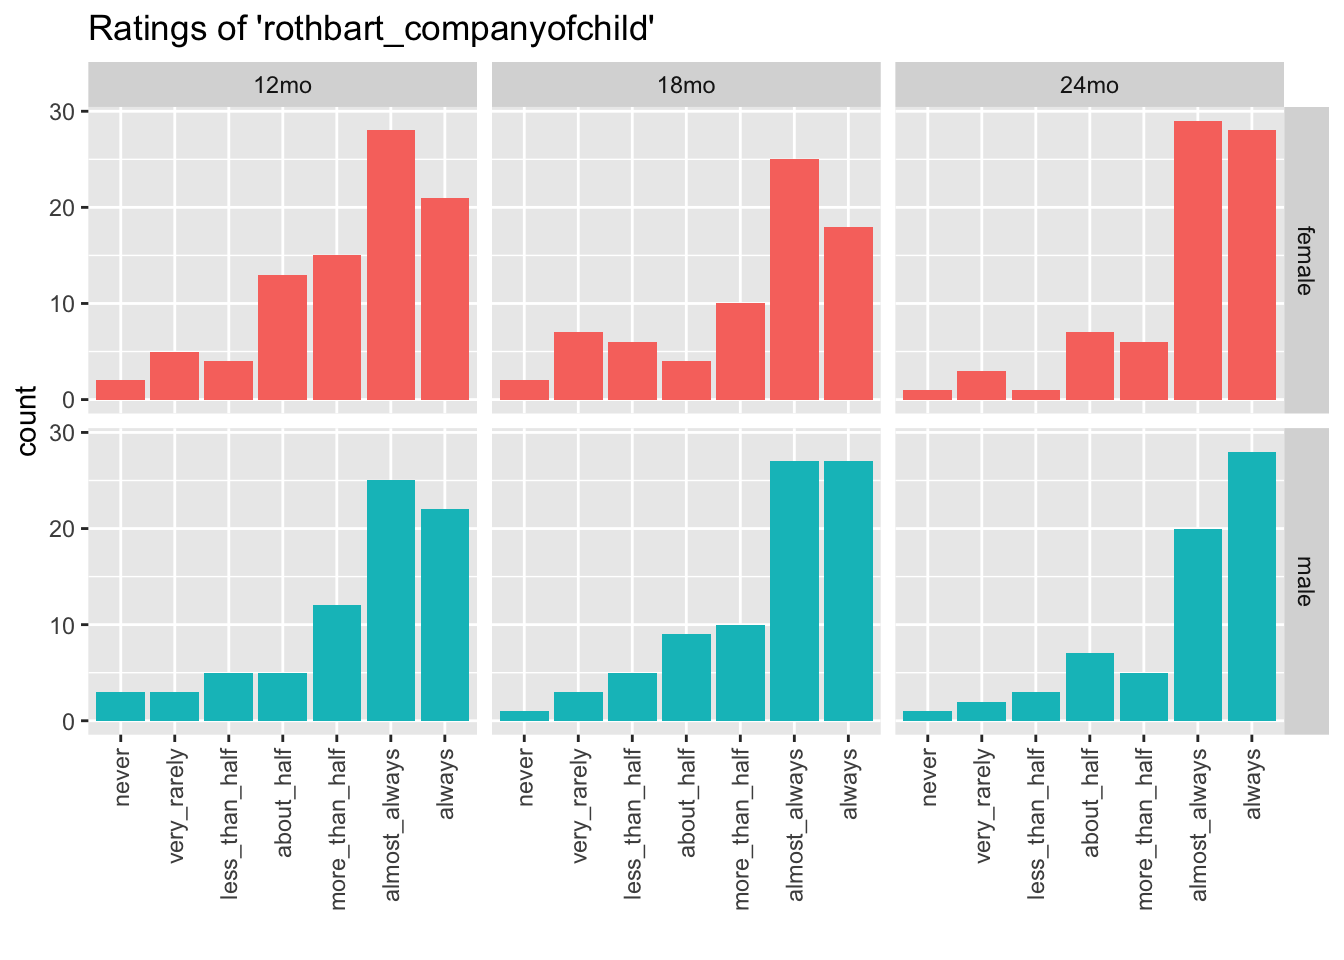 Ratings of 'rothbart_companyofchild'
12mo
18mo
24mo
30
20
10
0
female
count
30
20
10
0
male
never
very_rarely
less_than_half
about_half
more_than_half
almost_always
always
never
very_rarely
less_than_half
about_half
more_than_half
almost_always
always
never
very_rarely
less_than_half
about_half
more_than_half
almost_always
always